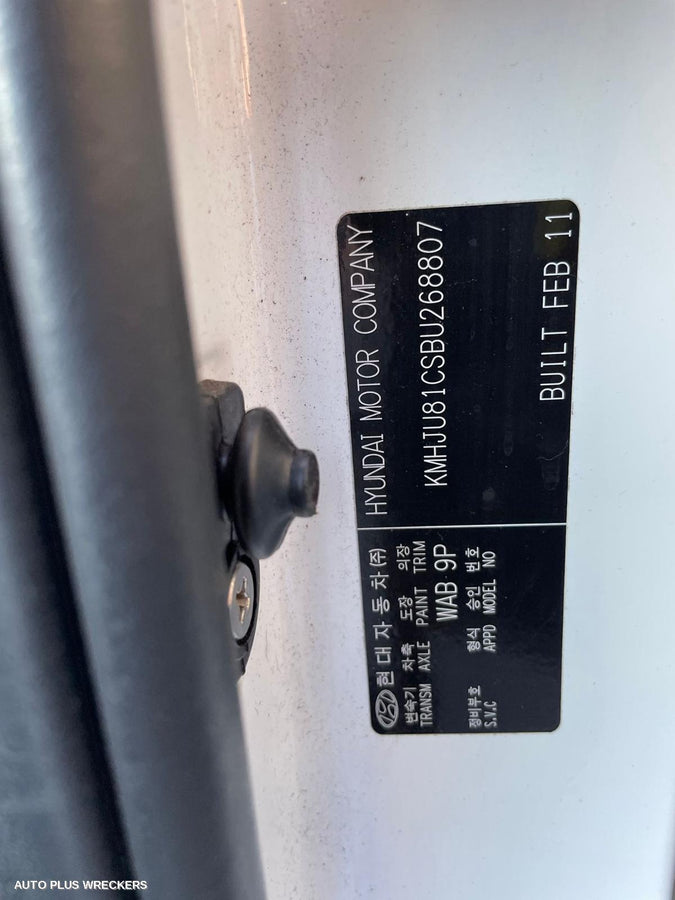 HYUNDAI MOTOR COMPANY
KMHJU81CSBU268807
BUILT FEB 11
현대자동차(주)
변속기 차축 도장 의장
TRANSM AXLE PAINT TRIM
WAB 9P
정비부호 형식 승인 번호
S.V.C APPD MODEL NO
AUTO PLUS WRECKERS